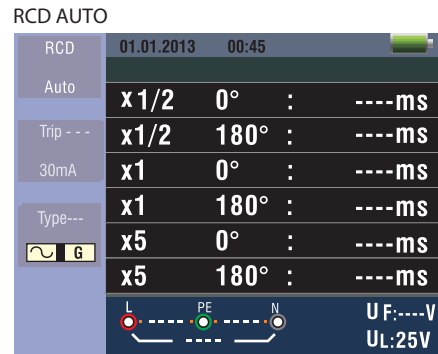 RCD AUTO
RCD
Auto
Trip - - -
30mA
Type---
G
01.01.2013 00:45
x1/2 0° : ----ms
x1/2 180° : ----ms
x1 0° : ----ms
x1 180° : ----ms
x5 0° : ----ms
x5 180° : ----ms
L PE N
----
UF:----V
UL:25V